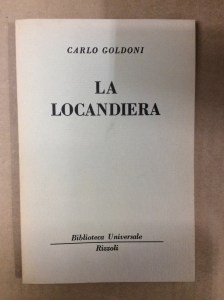 CARLO GOLDONI
LA
LOCANDIERA
Biblioteca Universale
Rizzoli